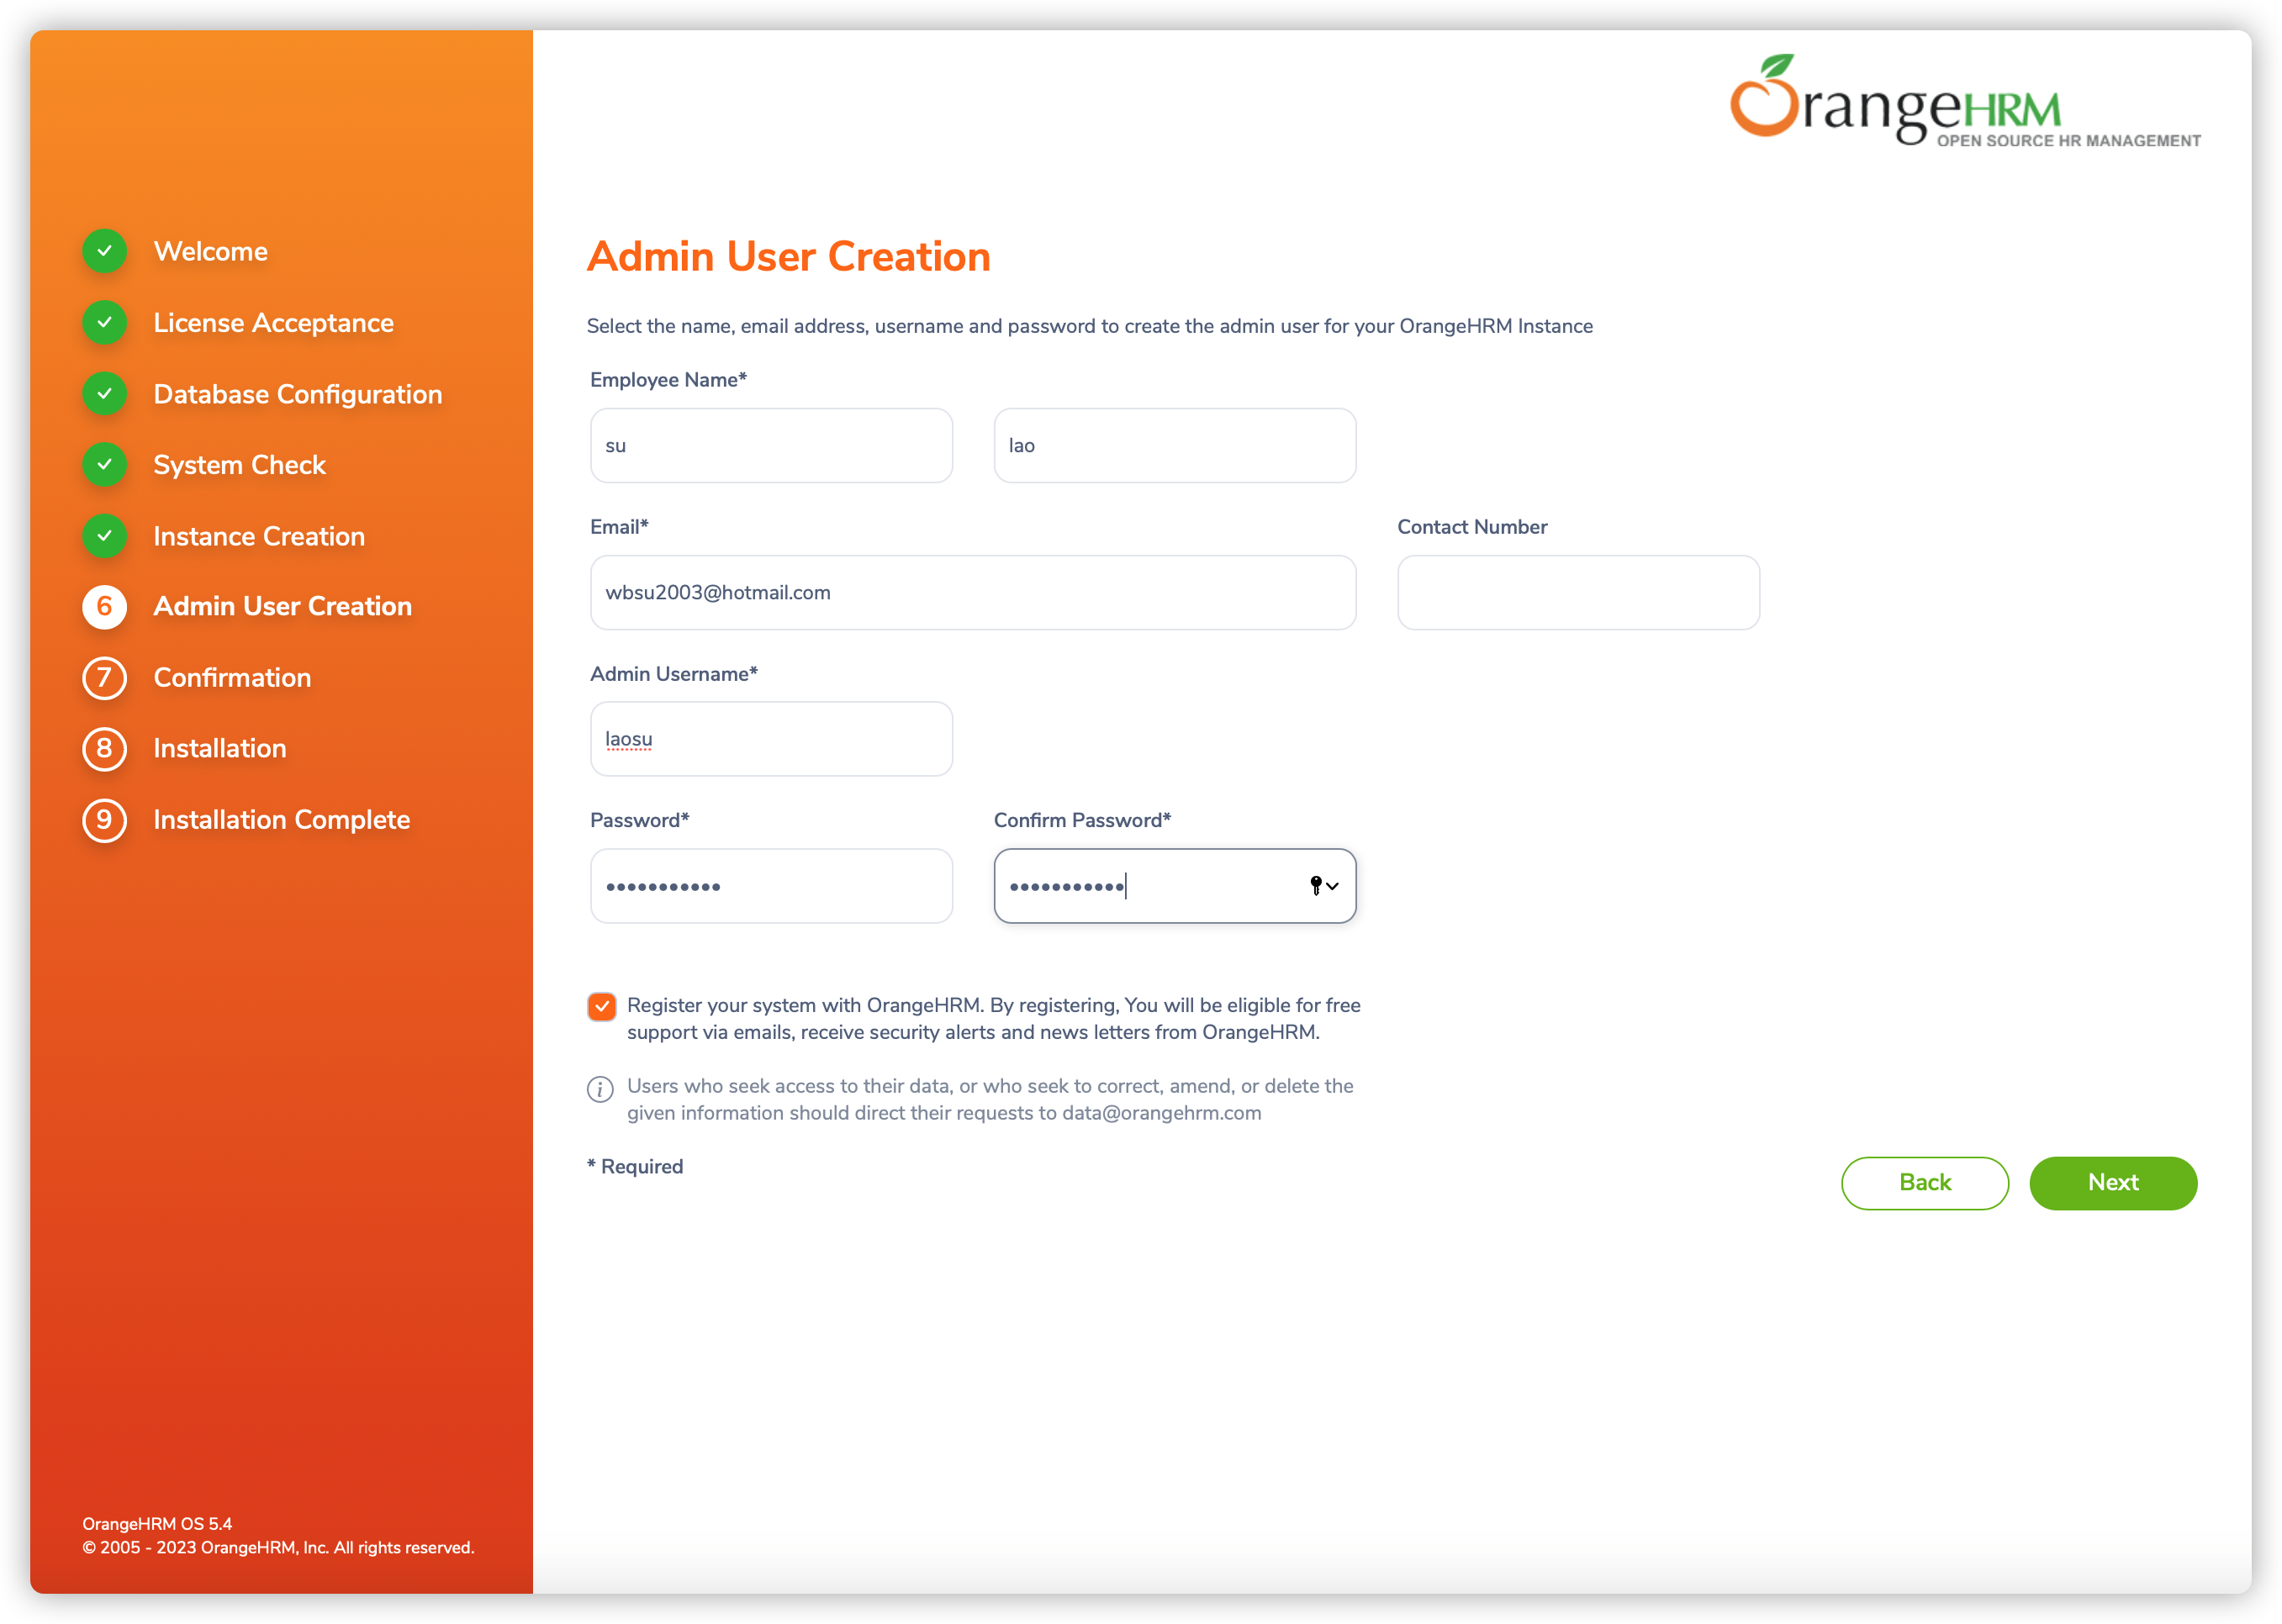 OrangeHRM
OPEN SOURCE HR MANAGEMENT
Welcome
License Acceptance
Database Configuration
System Check
Instance Creation
6 Admin User Creation
7 Confirmation
8 Installation
9 Installation Complete
OrangeHRM OS 5.4
© 2005 - 2023 OrangeHRM, Inc. All rights reserved.
Admin User Creation
Select the name, email address, username and password to create the admin user for your OrangeHRM Instance
Employee Name*
su lao
Email* Contact Number
wbsu2003@hotmail.com
Admin Username*
laosu
Password* Confirm Password*
••••••••••• •••••••••••
Register your system with OrangeHRM. By registering, You will be eligible for free
support via emails, receive security alerts and news letters from OrangeHRM.
Users who seek access to their data, or who seek to correct, amend, or delete the
given information should direct their requests to data@orangehrm.com
* Required
Back Next